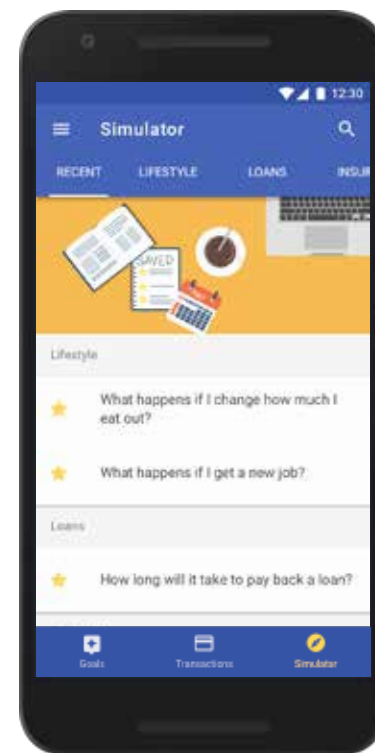 12:30
Simulator
RECENT LIFESTYLE LOANS INSUR
SAVED
Lifestyle
What happens if I change how much I
eat out?
What happens if I get a new job?
Loans
How long will it take to pay back a loan?
Goals Transactions Simulator